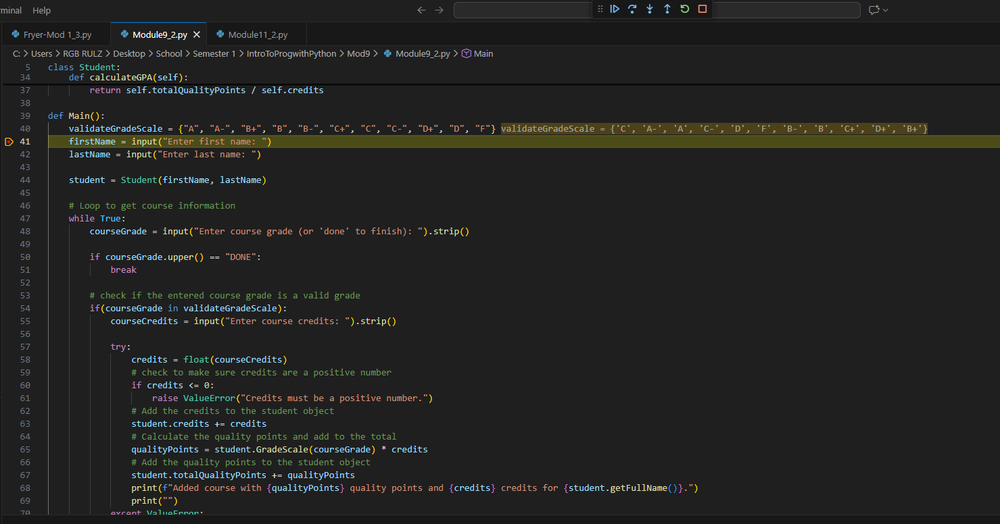 rminal Help
Fryer-Mod 1_3.py Module9_2.py Module11_2.py
C: > Users > RGB RULZ > Desktop > School > Semester 1 > IntroToProgwithPython > Mod9 > Module9_2.py > Main
5 class Student:
34 def calculateGPA(self):
37 return self.totalQualityPoints / self.credits
38
39 def Main():
40 validateGradeScale = {"A", "A-", "B+", "B", "B-", "C+", "C", "C-", "D+", "D", "F"} validateGradeScale = {'C', 'A-', 'A', 'C-', 'D', 'F', 'B-', 'B', 'C+', 'D+', 'B+'}
41 firstName = input("Enter first name: ")
42 lastName = input("Enter last name: ")
43
44 student = Student(firstName, lastName)
45
46 # Loop to get course information
47 while True:
48 courseGrade = input("Enter course grade (or 'done' to finish): ").strip()
49
50 if courseGrade.upper() == "DONE":
51 break
52
53 # check if the entered course grade is a valid grade
54 if(courseGrade in validateGradeScale):
55 courseCredits = input("Enter course credits: ").strip()
56
57 try:
58 credits = float(courseCredits)
59 # check to make sure credits are a positive number
60 if credits <= 0:
61 raise ValueError("Credits must be a positive number.")
62 # Add the credits to the student object
63 student.credits += credits
64 # Calculate the quality points and add to the total
65 qualityPoints = student.GradeScale(courseGrade) * credits
66 # Add the quality points to the student object
67 student.totalQualityPoints += qualityPoints
68 print(f"Added course with {qualityPoints} quality points and {credits} credits for {student.getFullName()}.")
69 print("")
70 except ValueError: